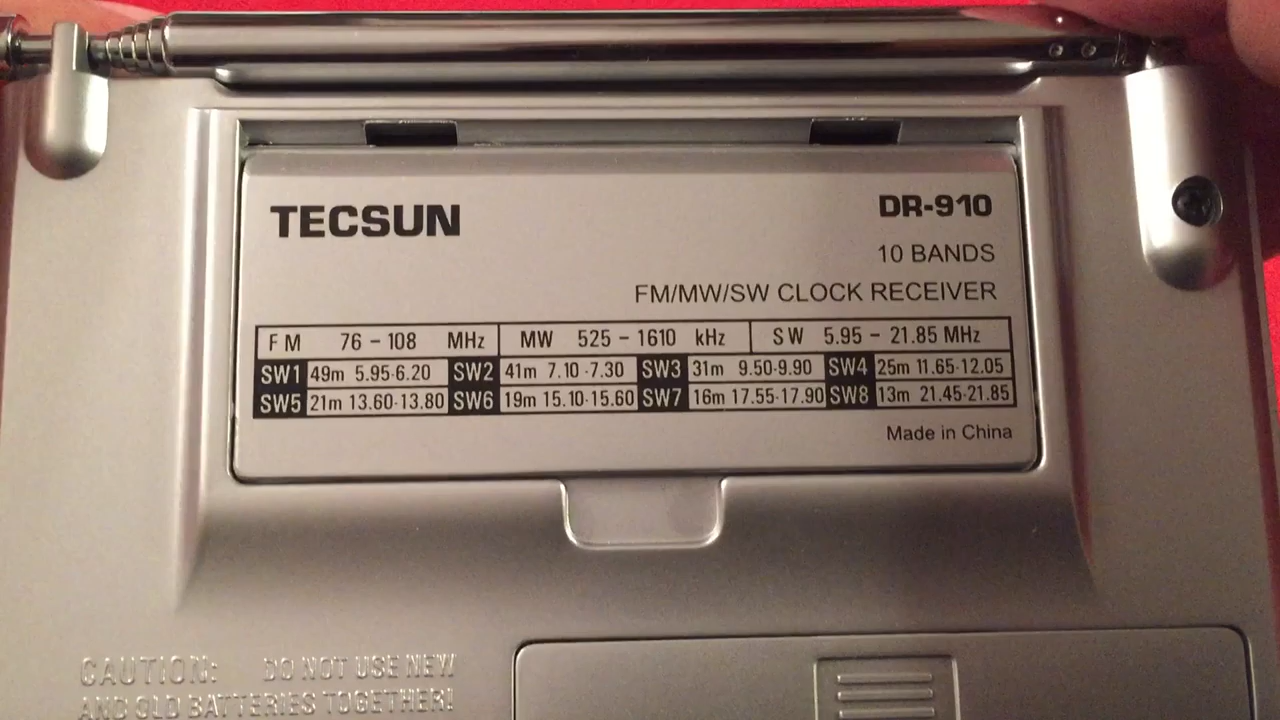 TECSUN
DR-910
10 BANDS
FM/MW/SW CLOCK RECEIVER
FM 76 - 108 MHz MW 525 - 1610 kHz SW 5.95 - 21.85 MHz
SW1 49m 5.95-6.20 SW2 41m 7.10-7.30 SW3 31m 9.50-9.90 SW4 25m 11.65-12.05
SW5 21m 13.60-13.80 SW6 19m 15.10-15.60 SW7 16m 17.55-17.90 SW8 13m 21.45-21.85
Made in China
CAUTION: DO NOT USE NEW
AND OLD BATTERIES TOGETHER!